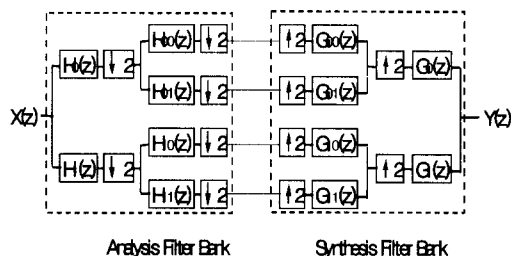 H₀₀(z) ↓2 ↑2 G₀₀(z)
H₀(z) ↓2 ↑2 G₀(z)
H₀₁(z) ↓2 ↑2 G₀₁(z)
X(z) Y(z)
H₁₀(z) ↓2 ↑2 G₁₀(z)
H₁(z) ↓2 ↑2 G₁(z)
H₁₁(z) ↓2 ↑2 G₁₁(z)
Analysis Filter Bank Synthesis Filter Bank